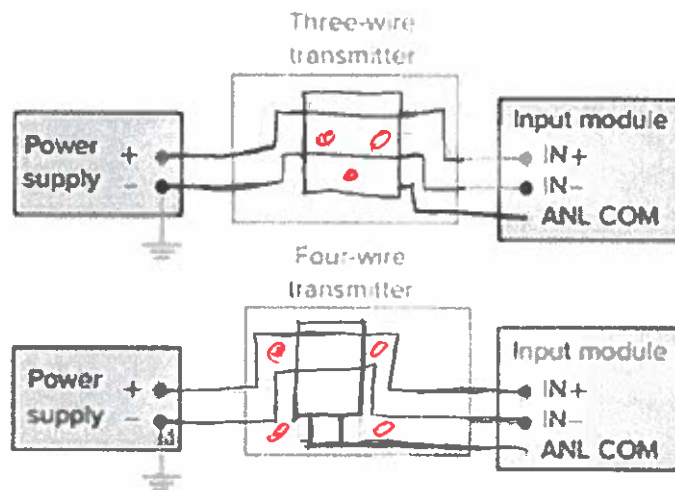 Three-wire
transmitter
Power
supply
+
–
Input module
IN+
IN–
ANL COM
Four-wire
transmitter
Power
supply
+
–
Input module
IN+
IN–
ANL COM